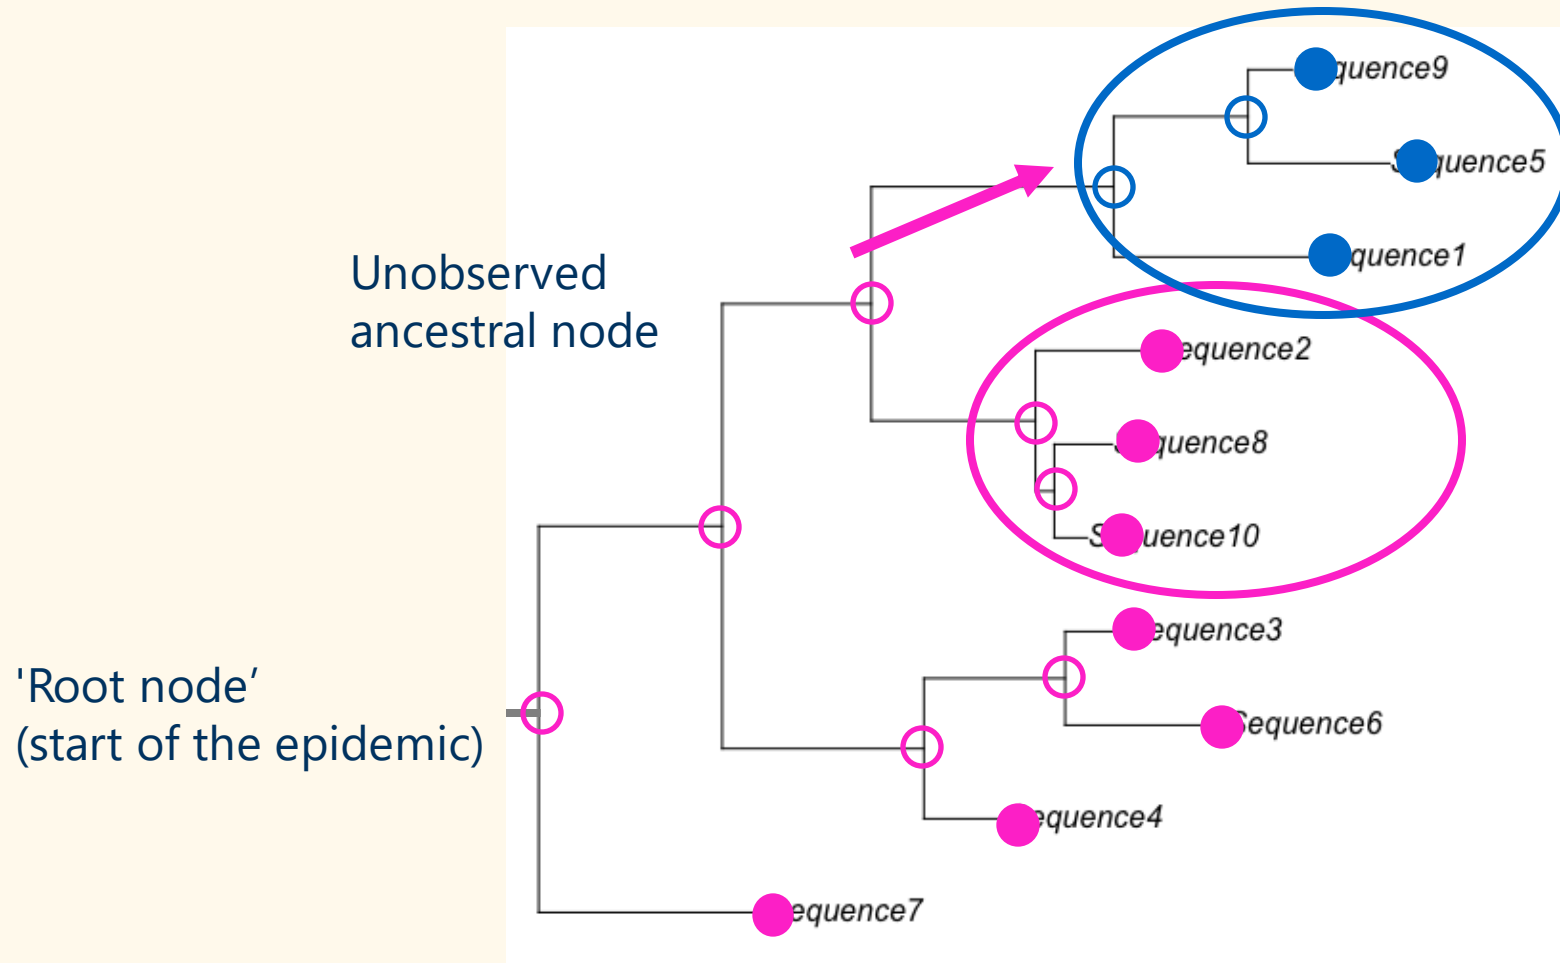 quence9
quence5
quence1
Unobserved
ancestral node
equence2
quence8
S uence10
equence3
'Root node’
(start of the epidemic)
Sequence6
equence4
equence7